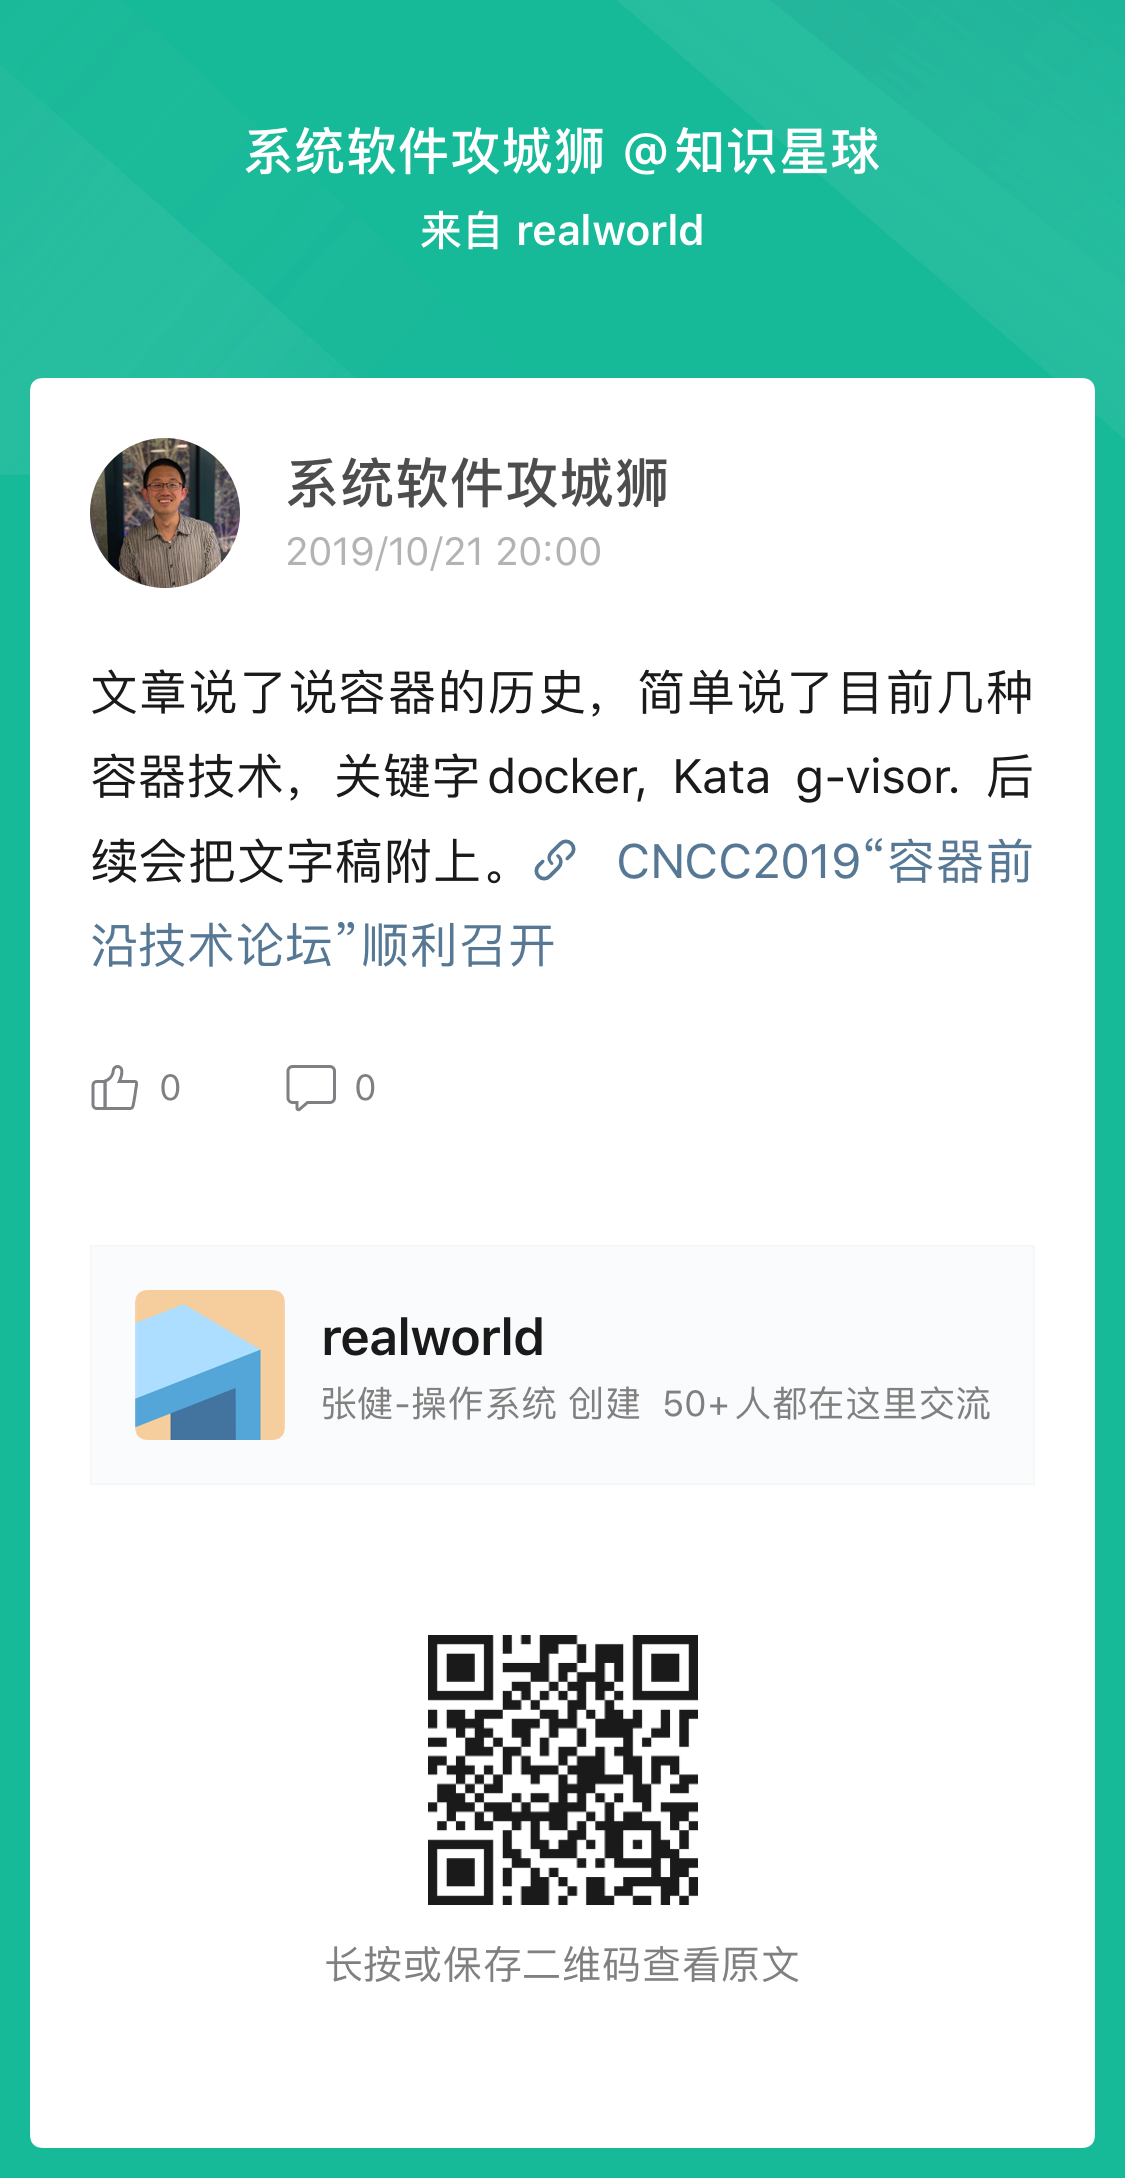 系统软件攻城狮 @知识星球
来自 realworld
系统软件攻城狮
2019/10/21 20:00
文章说了说容器的历史，简单说了目前几种
容器技术，关键字docker, Kata g-visor. 后
续会把文字稿附上。 CNCC2019“容器前
沿技术论坛”顺利召开
0 0
realworld
张健-操作系统 创建 50+人都在这里交流
长按或保存二维码查看原文